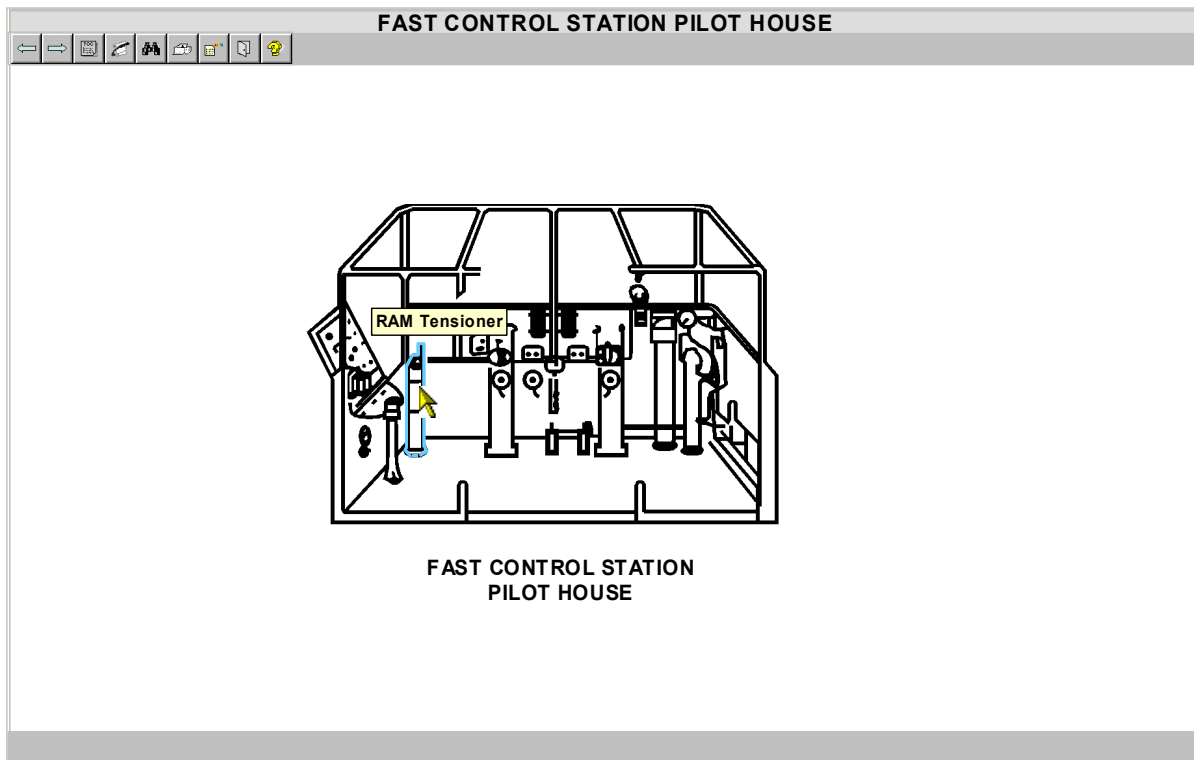 FAST CONTROL STATION PILOT HOUSE
RAM Tensioner
FAST CONTROL STATION
PILOT HOUSE